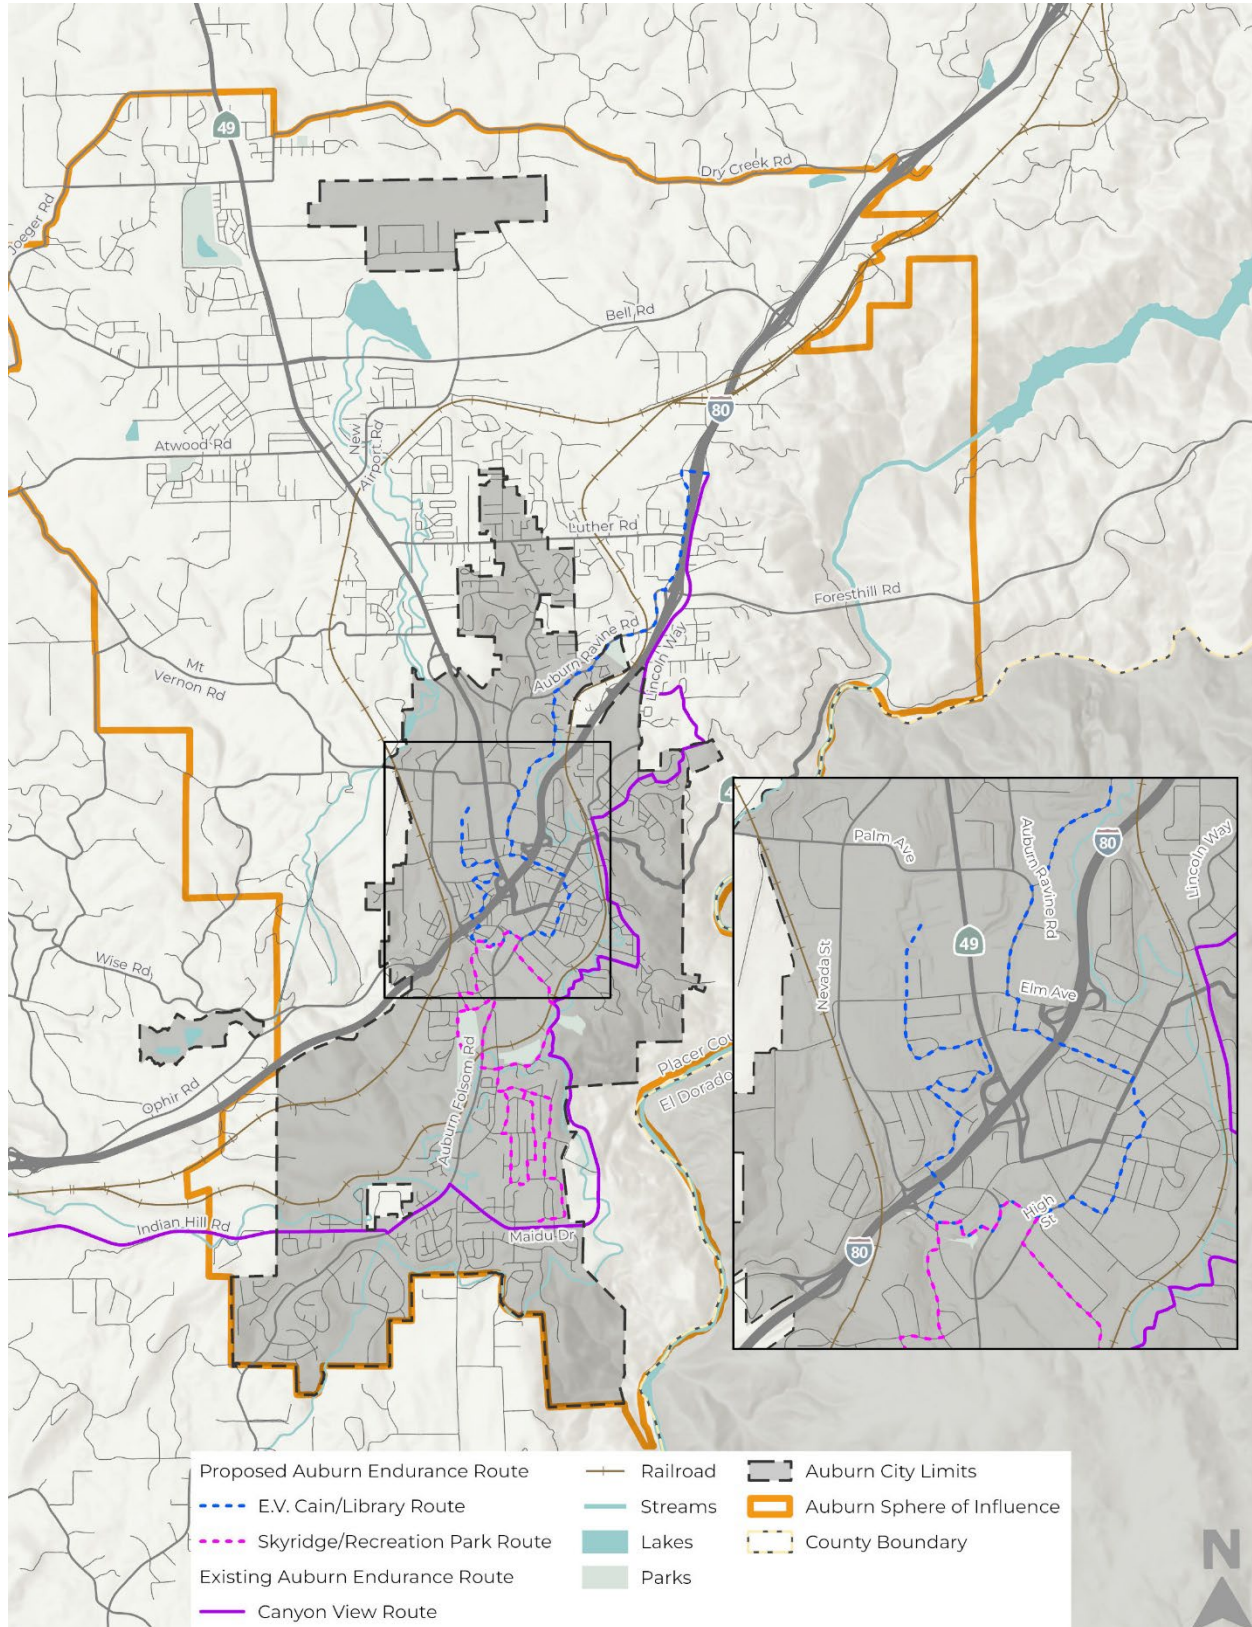 49
Dry Creek Rd
Joeger Rd
Bell Rd
80
Atwood Rd
New
Airport Rd
Luther Rd
Foresthill Rd
Auburn Ravine Rd
Lincoln Way
Mt
Vernon Rd
Wise Rd
Ophir Rd
Auburn Folsom Rd
Placer Cou
El Dorado
Indian Hill Rd
Maidu Dr
4
Palm Ave
Auburn Ravine Rd
80
Lincoln Way
49
Nevada St
Elm Ave
High
St
80
Proposed Auburn Endurance Route
E.V. Cain/Library Route
Skyridge/Recreation Park Route
Existing Auburn Endurance Route
Canyon View Route
Railroad
Streams
Lakes
Parks
Auburn City Limits
Auburn Sphere of Influence
County Boundary
N